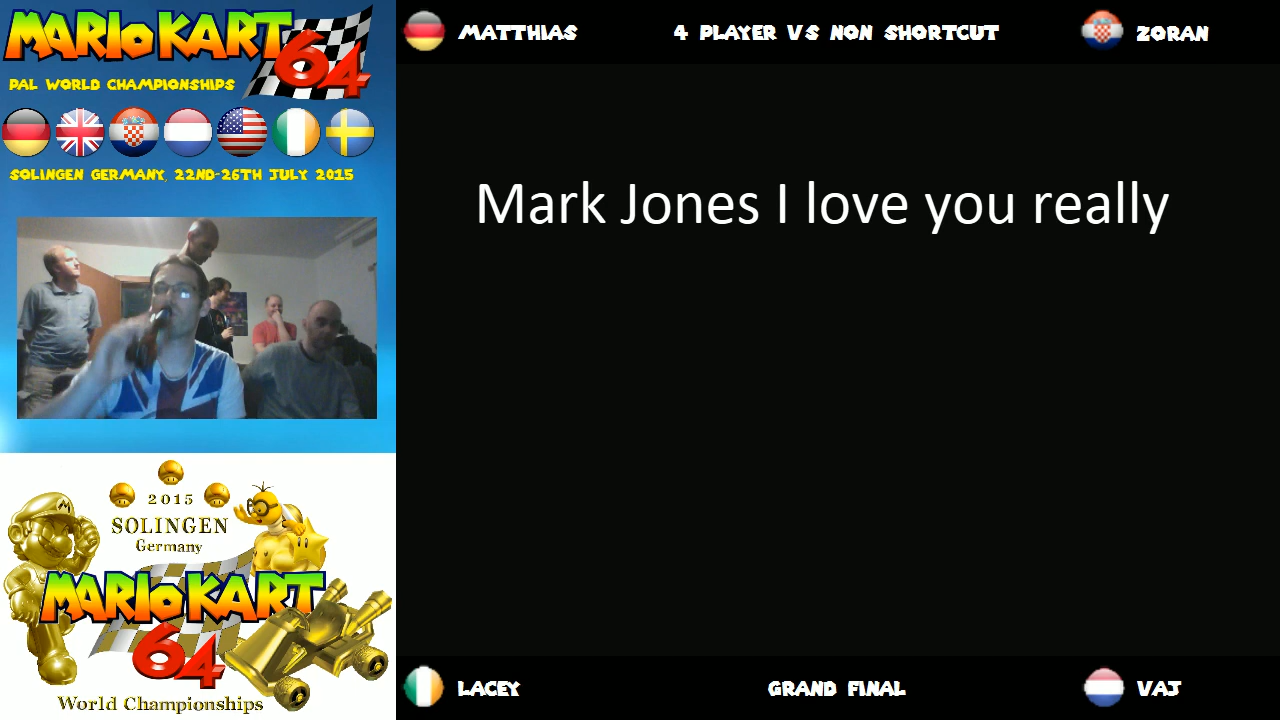 MARIO KART 64
PAL WORLD CHAMPIONSHIPS
SOLINGEN GERMANY, 22ND-26TH JULY 2015
MATTHIAS
4 PLAYER VS NON SHORTCUT
ZORAN
Mark Jones I love you really
2015
SOLINGEN
Germany
MARIO KART
64
World Championships
LACEY
GRAND FINAL
VAJ